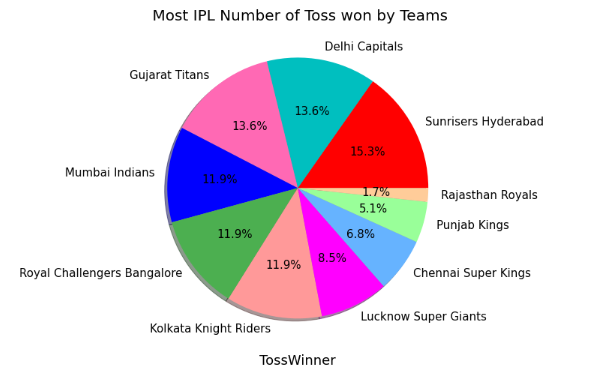 Most IPL Number of Toss won by Teams
Delhi Capitals
Gujarat Titans
Sunrisers Hyderabad
13.6%
13.6%
15.3%
Mumbai Indians
11.9%
1.7%
Rajasthan Royals
5.1%
Punjab Kings
11.9%
6.8%
8.5%
11.9%
Royal Challengers Bangalore
Chennai Super Kings
Lucknow Super Giants
Kolkata Knight Riders
TossWinner